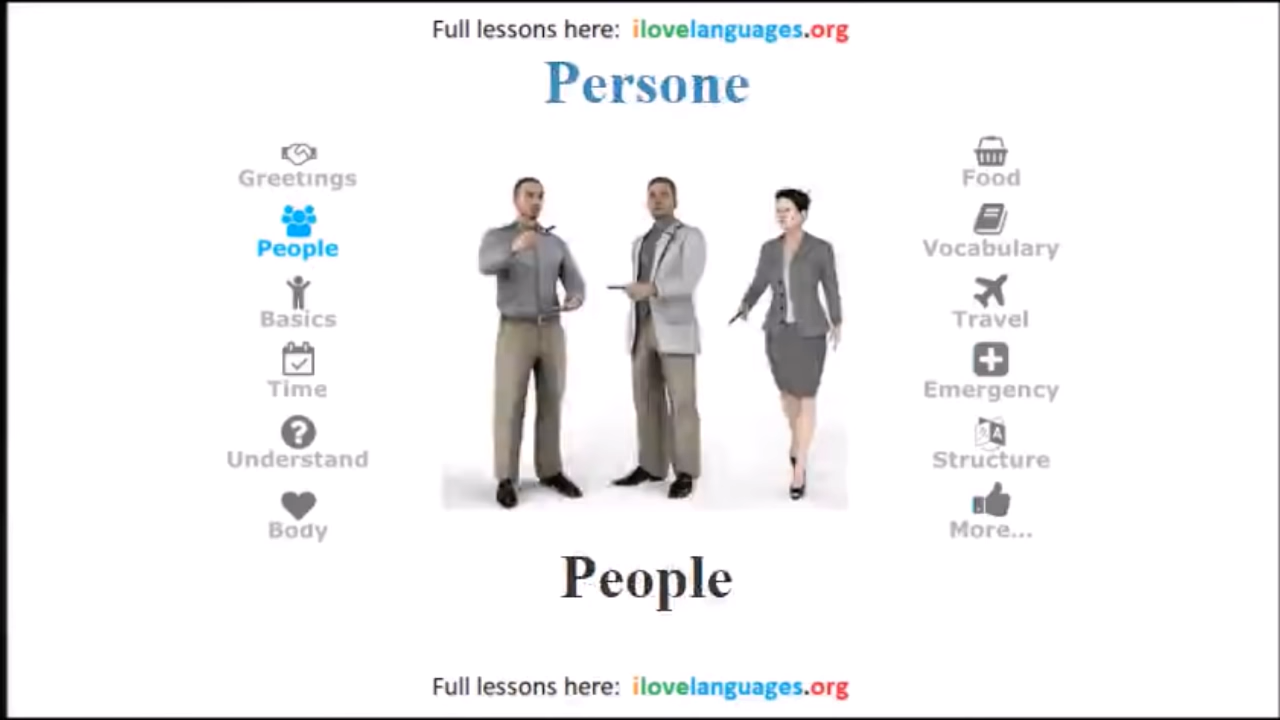 Full lessons here: ilovelanguages.org
Persone
Greetings
People
Basics
Time
Understand
Body
Food
Vocabulary
Travel
Emergency
Structure
More...
People
Full lessons here: ilovelanguages.org